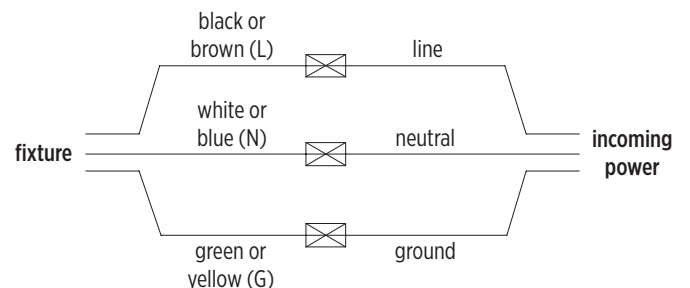 black or
brown (L)
line
white or
blue (N)
neutral
fixture
incoming
power
green or
yellow (G)
ground